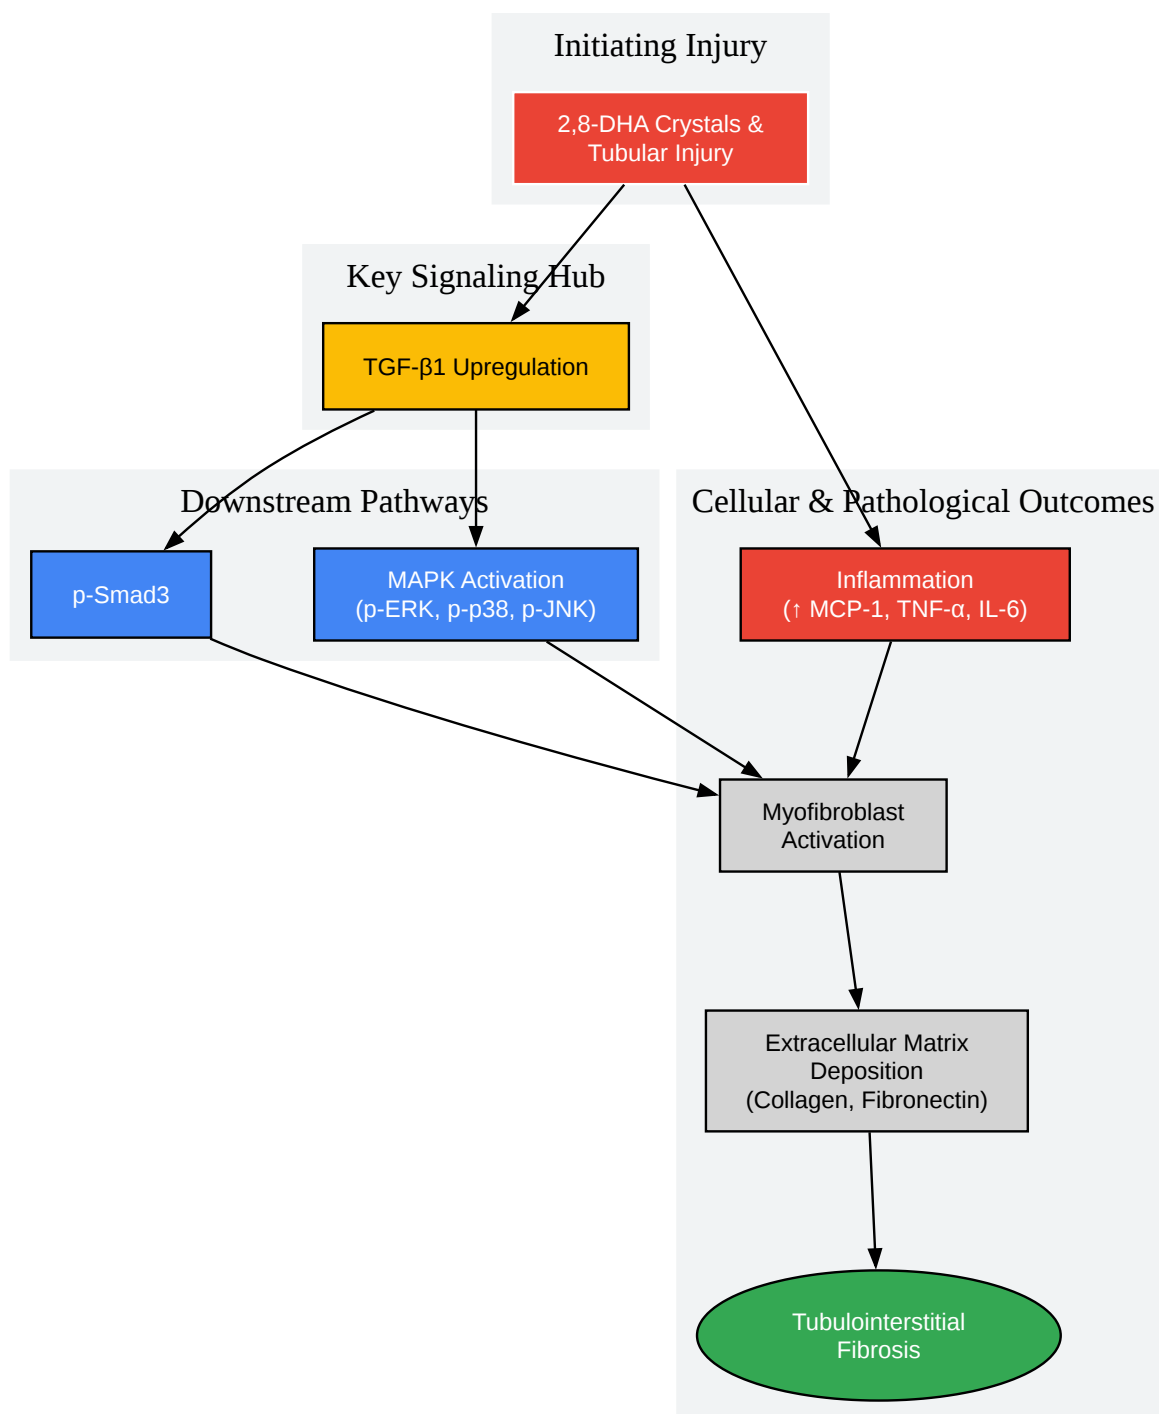 Initiating Injury
2,8-DHA Crystals &
Tubular Injury
Key Signaling Hub
TGF-β1 Upregulation
Downstream Pathways
p-Smad3
MAPK Activation
(p-ERK, p-p38, p-JNK)
Cellular & Pathological Outcomes
Inflammation
(↑ MCP-1, TNF-α, IL-6)
Myofibroblast
Activation
Extracellular Matrix
Deposition
(Collagen, Fibronectin)
Tubulointerstitial
Fibrosis